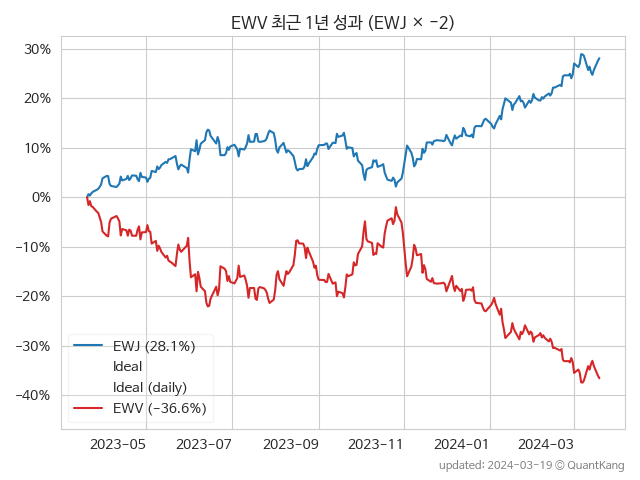 EWV 최근 1년 성과 (EWJ × −2)
30%
20%
10%
0%
−10%
−20%
−30%
−40%
EWJ (28.1%)
Ideal
Ideal (daily)
EWV (−36.6%)
2023-05 2023-07 2023-09 2023-11 2024-01 2024-03
updated: 2024-03-19 © QuantKang